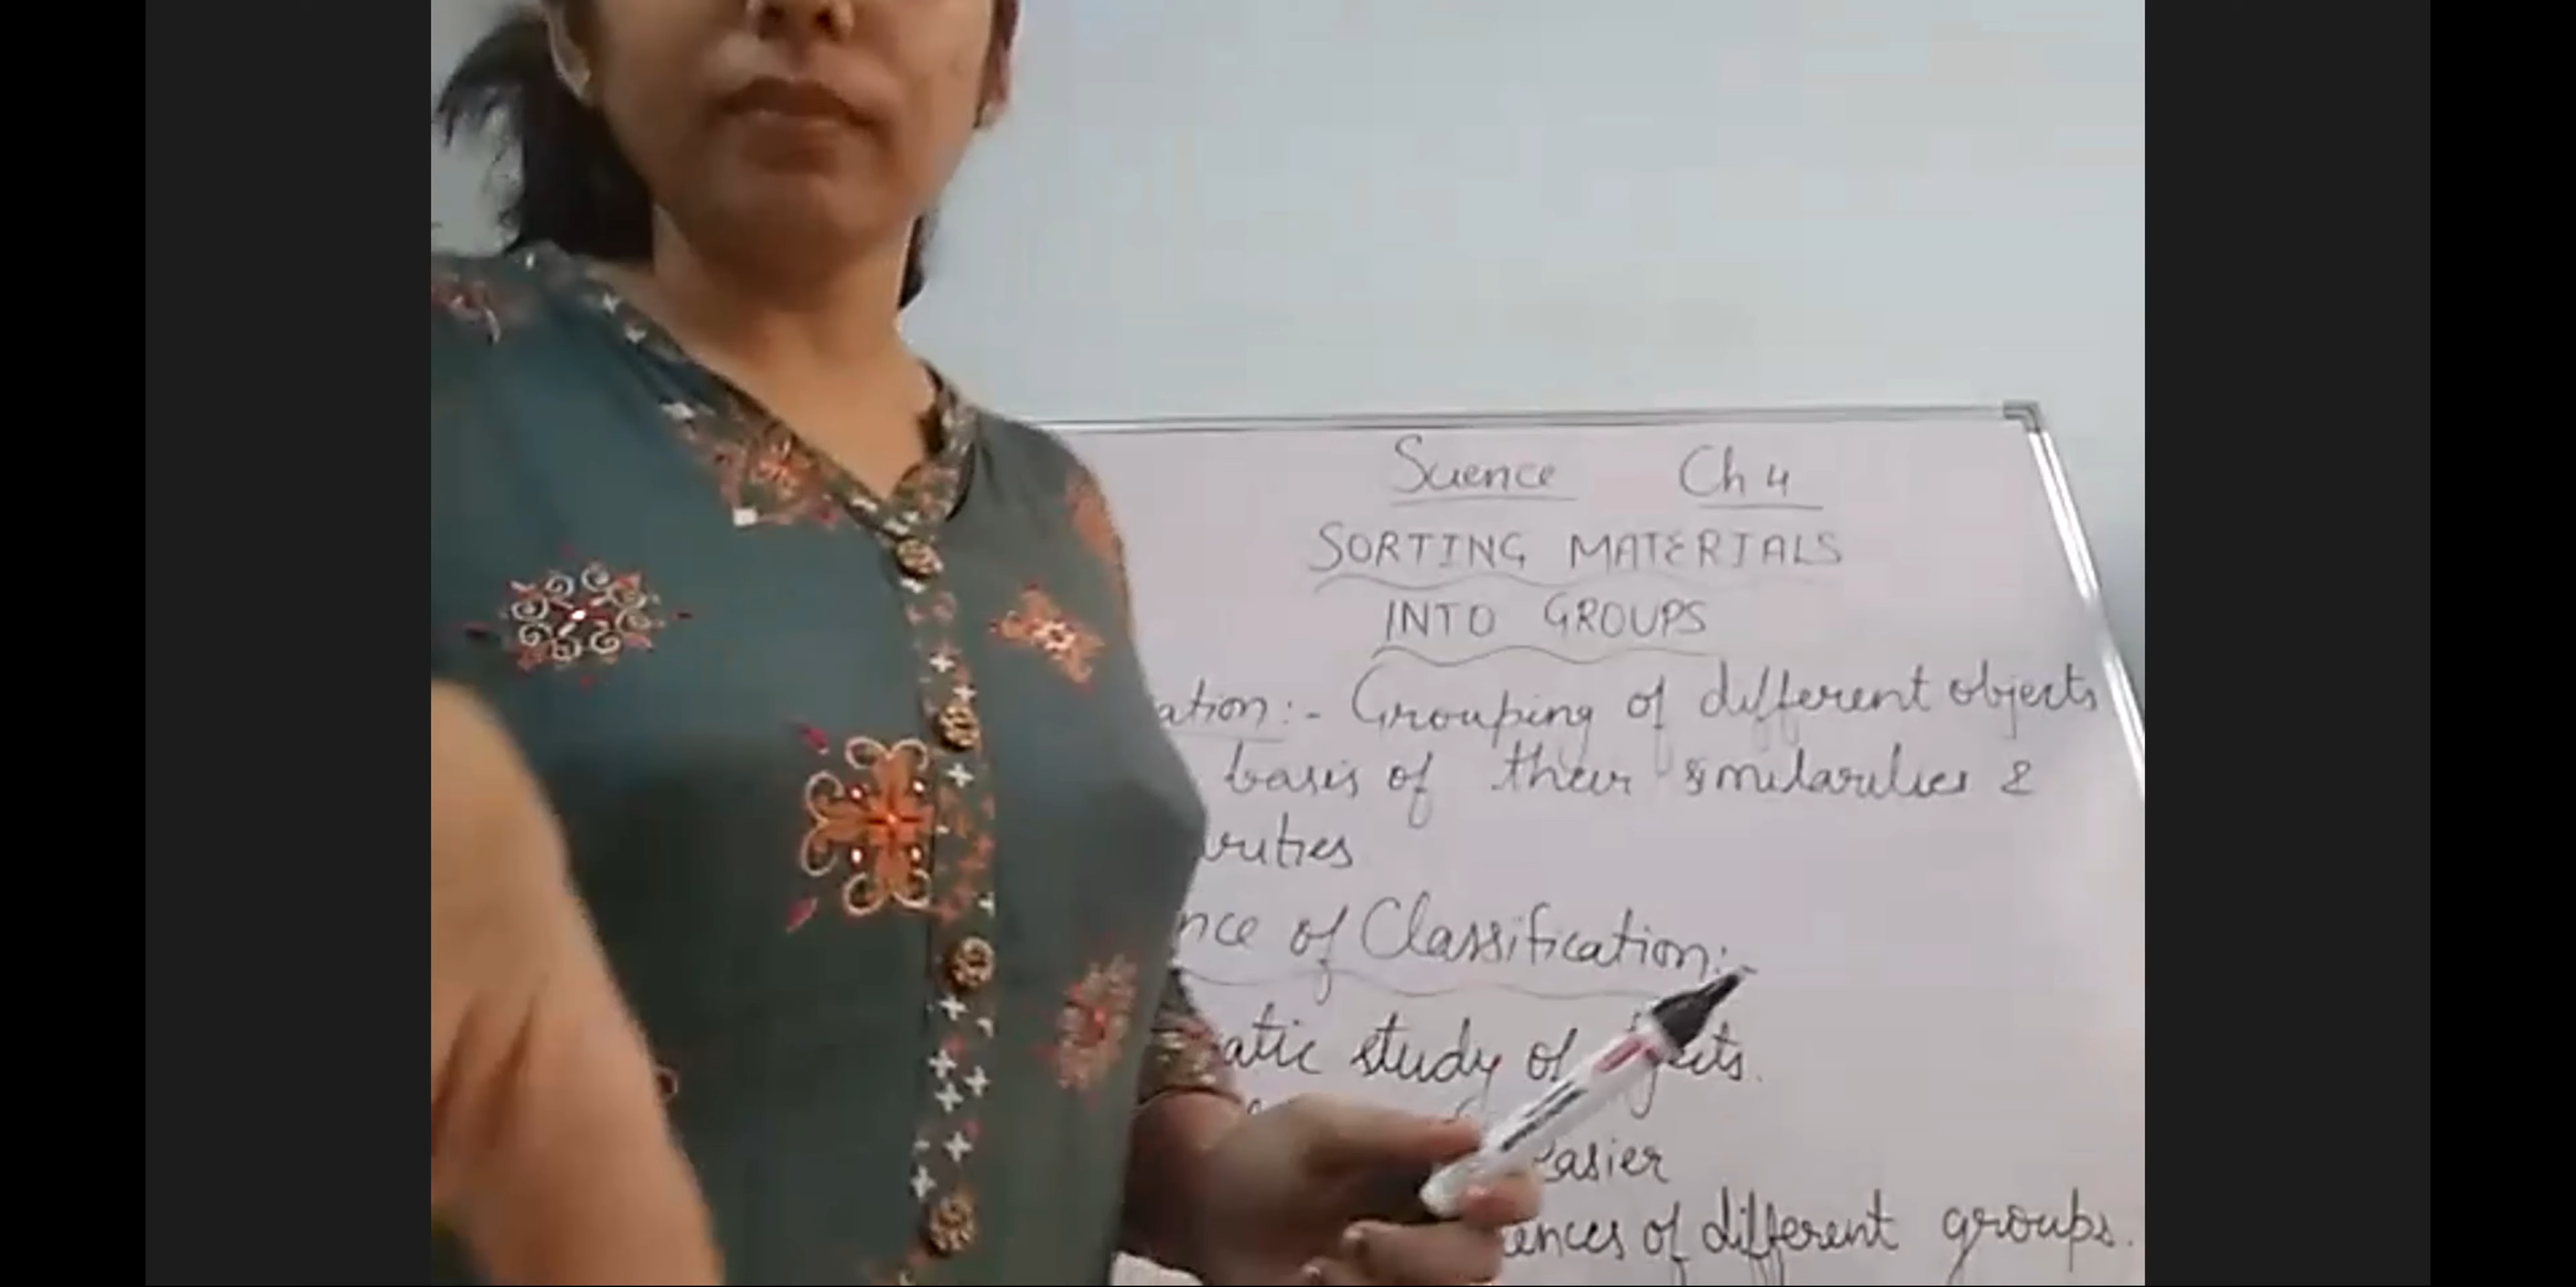 Science Ch 4
SORTING MATERIALS
INTO GROUPS
ation:- Grouping of different objects
basis of their similarities &
rities
nce of Classification:-
atic study of
easier
ences of different groups.